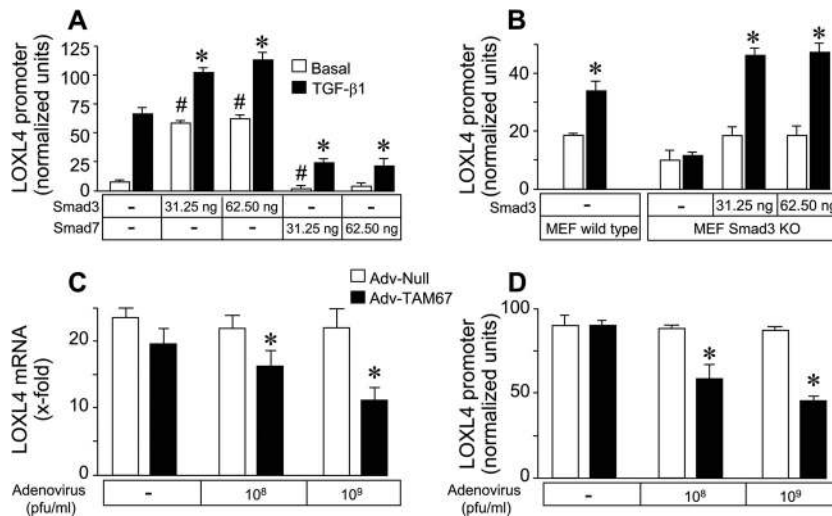 A
LOXL4 promoter
(normalized units)
125
100
75
50
25
0
*
*
#
#
#
*
*
Basal
TGF-β1
Smad3 - 31.25 ng 62.50 ng - -
Smad7 - - - 31.25 ng 62.50 ng
B
LOXL4 promoter
(normalized units)
40
20
0
*
*
*
Smad3 - - 31.25 ng 62.50 ng
MEF wild type MEF Smad3 KO
C
LOXL4 mRNA
(x-fold)
20
10
0
*
*
Adv-Null
Adv-TAM67
Adenovirus
(pfu/ml)
- 10⁸ 10⁹
D
LOXL4 promoter
(normalized units)
100
50
0
*
*
Adenovirus
(pfu/ml)
- 10⁸ 10⁹